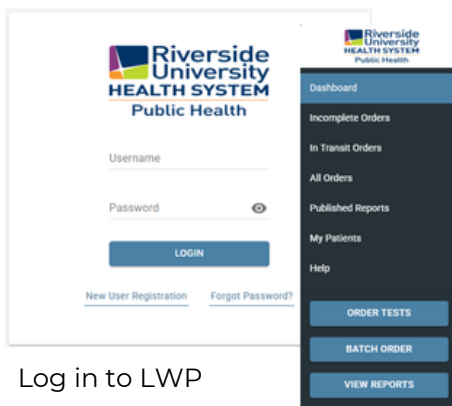 Riverside
University
HEALTH SYSTEM
Public Health
Username
Password
LOGIN
New User Registration
Forgot Password?
Log in to LWP
Riverside
University
HEALTH SYSTEM
Public Health
Dashboard
Incomplete Orders
In Transit Orders
All Orders
Published Reports
My Patients
Help
ORDER TESTS
BATCH ORDER
VIEW REPORTS